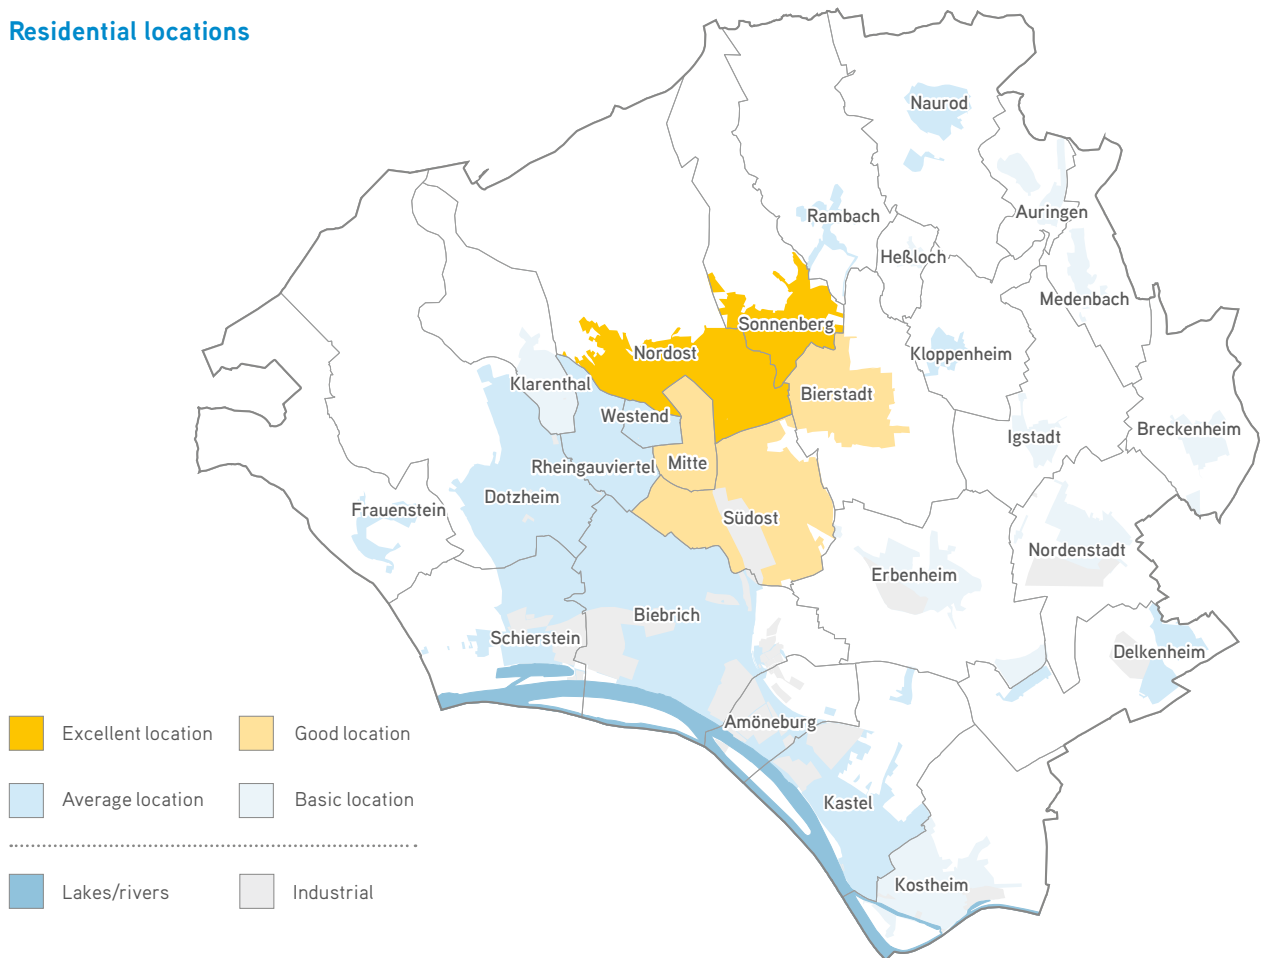 Residential locations
Naurod
Rambach
Auringen
Heßloch
Medenbach
Sonnenberg
Nordost
Kloppenheim
Klarenthal
Bierstadt
Westend
Breckenheim
Igstadt
Rheingauviertel
Mitte
Dotzheim
Frauenstein
Südost
Nordenstadt
Erbenheim
Biebrich
Schierstein
Delkenheim
Amöneburg
Kastel
Kostheim
Excellent location
Good location
Average location
Basic location
Lakes/rivers
Industrial